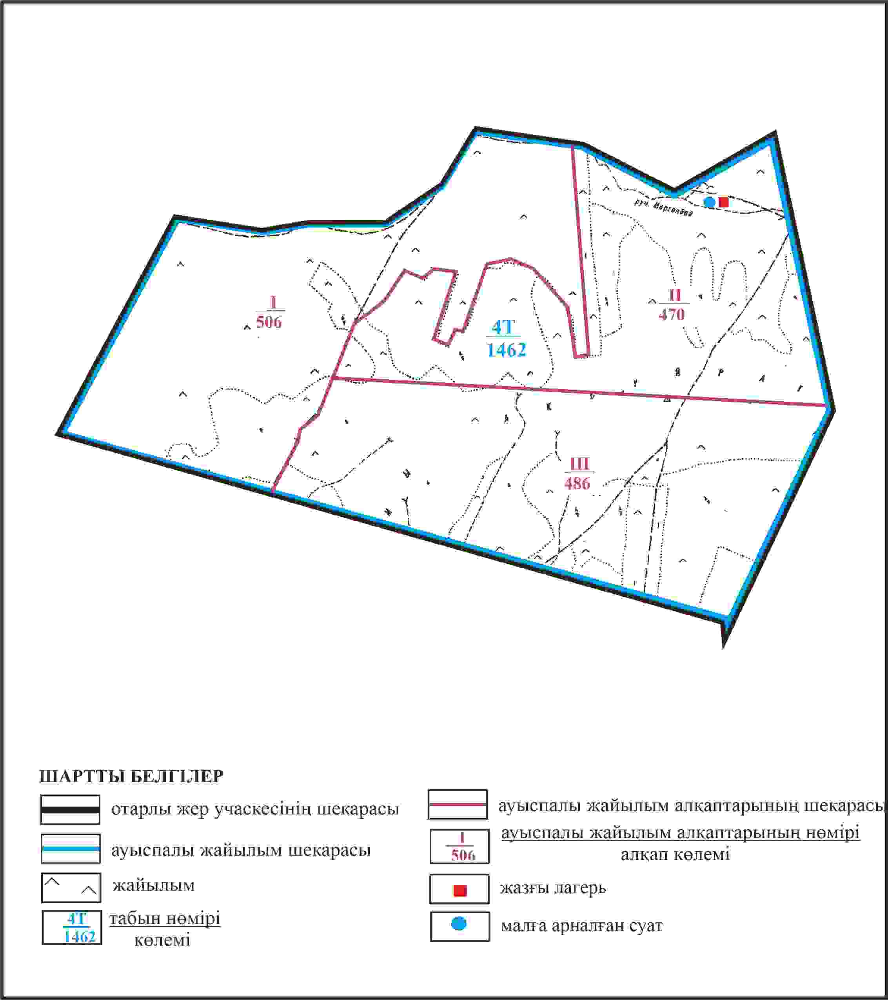 руч.
I
506
II
470
4Т
1462
III
486
ШАРТТЫ БЕЛГІЛЕР
отарлы жер учаскесінің шекарасы
ауыспалы жайылым шекарасы
жайылым
4Т
1462
табын нөмірі
көлемі
ауыспалы жайылым алқаптарының шекарасы
I
506
ауыспалы жайылым алқаптарының нөмірі
алқап көлемі
жазғы лагерь
малға арналған суат